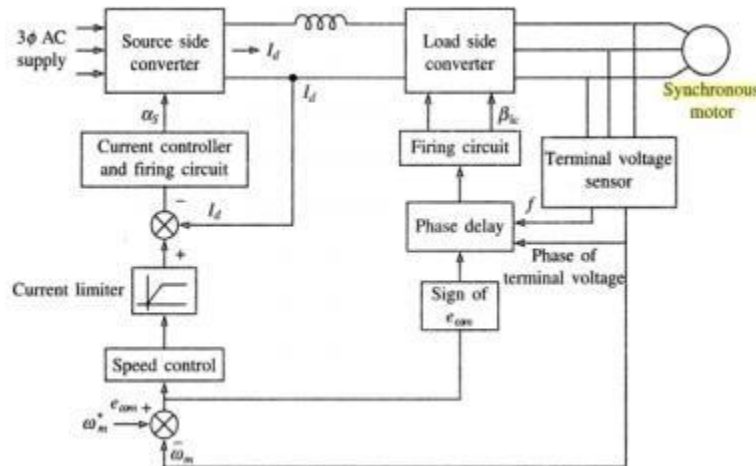 3ϕ AC
supply
Source side
converter
I_d
I_d
Load side
converter
Synchronous
motor
α_S
β_lc
Current controller
and firing circuit
Firing circuit
Terminal voltage
sensor
−
I_d
f
Phase delay
+
Phase of
terminal voltage
Current limiter
Sign of
e_ωm
Speed control
e_ωm +
ω*_m
−
ω_m